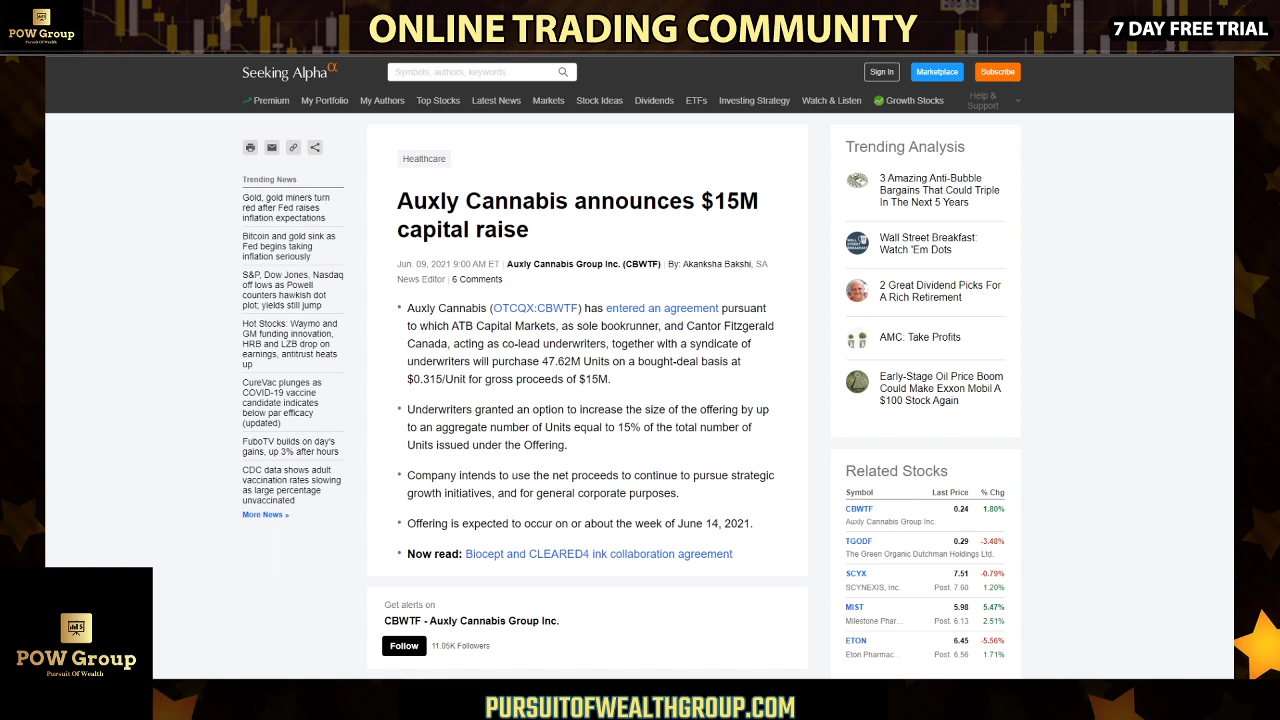 POW Group
Pursuit Of Wealth
ONLINE TRADING COMMUNITY
7 DAY FREE TRIAL
Seeking Alpha α
Symbols, authors, keywords
Sign In
Marketplace
Subscribe
Premium
My Portfolio
My Authors
Top Stocks
Latest News
Markets
Stock Ideas
Dividends
ETFs
Investing Strategy
Watch & Listen
Growth Stocks
Help &
Support
Trending News
Gold, gold miners turn
red after Fed raises
inflation expectations
Bitcoin and gold sink as
Fed begins taking
inflation seriously
S&P, Dow Jones, Nasdaq
off lows as Powell
counters hawkish dot
plot; yields still jump
Hot Stocks: Waymo and
GM funding innovation,
HRB and LZB drop on
earnings, antitrust heats
up
CureVac plunges as
COVID-19 vaccine
candidate indicates
below par efficacy
(updated)
FuboTV builds on day's
gains, up 3% after hours
CDC data shows adult
vaccination rates slowing
as large percentage
unvaccinated
More News »
Healthcare
Auxly Cannabis announces $15M
capital raise
Jun. 09, 2021 9:00 AM ET | Auxly Cannabis Group Inc. (CBWTF) | By: Akanksha Bakshi, SA
News Editor | 6 Comments
• Auxly Cannabis (OTCQX:CBWTF) has entered an agreement pursuant
to which ATB Capital Markets, as sole bookrunner, and Cantor Fitzgerald
Canada, acting as co-lead underwriters, together with a syndicate of
underwriters will purchase 47.62M Units on a bought-deal basis at
$0.315/Unit for gross proceeds of $15M.
• Underwriters granted an option to increase the size of the offering by up
to an aggregate number of Units equal to 15% of the total number of
Units issued under the Offering.
• Company intends to use the net proceeds to continue to pursue strategic
growth initiatives, and for general corporate purposes.
• Offering is expected to occur on or about the week of June 14, 2021.
• Now read: Biocept and CLEARED4 ink collaboration agreement
Get alerts on
CBWTF - Auxly Cannabis Group Inc.
Follow
11.05K Followers
Trending Analysis
3 Amazing Anti-Bubble
Bargains That Could Triple
In The Next 5 Years
Wall Street Breakfast:
Watch 'Em Dots
2 Great Dividend Picks For
A Rich Retirement
AMC: Take Profits
Early-Stage Oil Price Boom
Could Make Exxon Mobil A
$100 Stock Again
Related Stocks
Symbol Last Price % Chg
CBWTF 0.24 1.80%
Auxly Cannabis Group Inc.
TGODF 0.29 -3.48%
The Green Organic Dutchman Holdings Ltd.
SCYX 7.51 -0.79%
SCYNEXIS, Inc. Post. 7.60 1.20%
MIST 5.98 5.47%
Milestone Phar... Post. 6.13 2.51%
ETON 6.45 -5.56%
Eton Pharmac... Post. 6.56 1.71%
POW Group
Pursuit Of Wealth
PURSUITOFWEALTHGROUP.COM